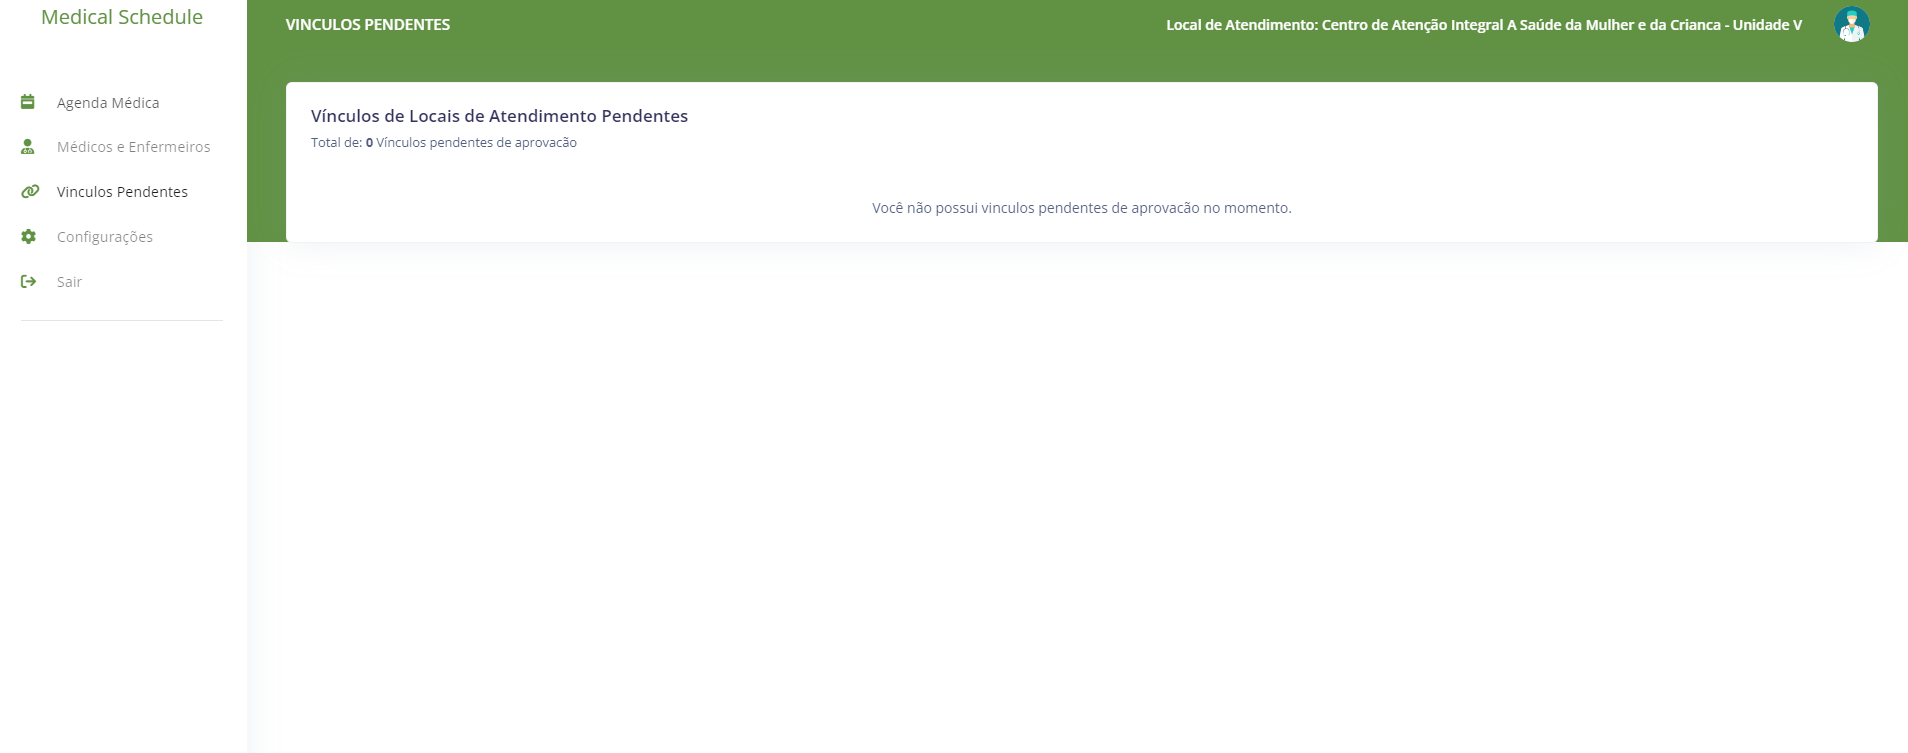 Medical Schedule
VINCULOS PENDENTES
Local de Atendimento: Centro de Atenção Integral A Saúde da Mulher e da Crianca - Unidade V
Agenda Médica
Médicos e Enfermeiros
Vinculos Pendentes
Configurações
Sair
Vínculos de Locais de Atendimento Pendentes
Total de: 0 Vínculos pendentes de aprovacão
Você não possui vinculos pendentes de aprovacão no momento.